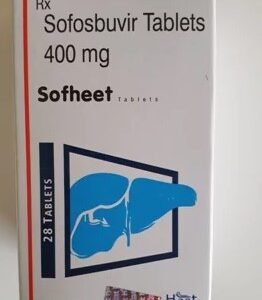 Rx
Sofosbuvir Tablets
400 mg
Sofheet Tablets
28 TABLETS